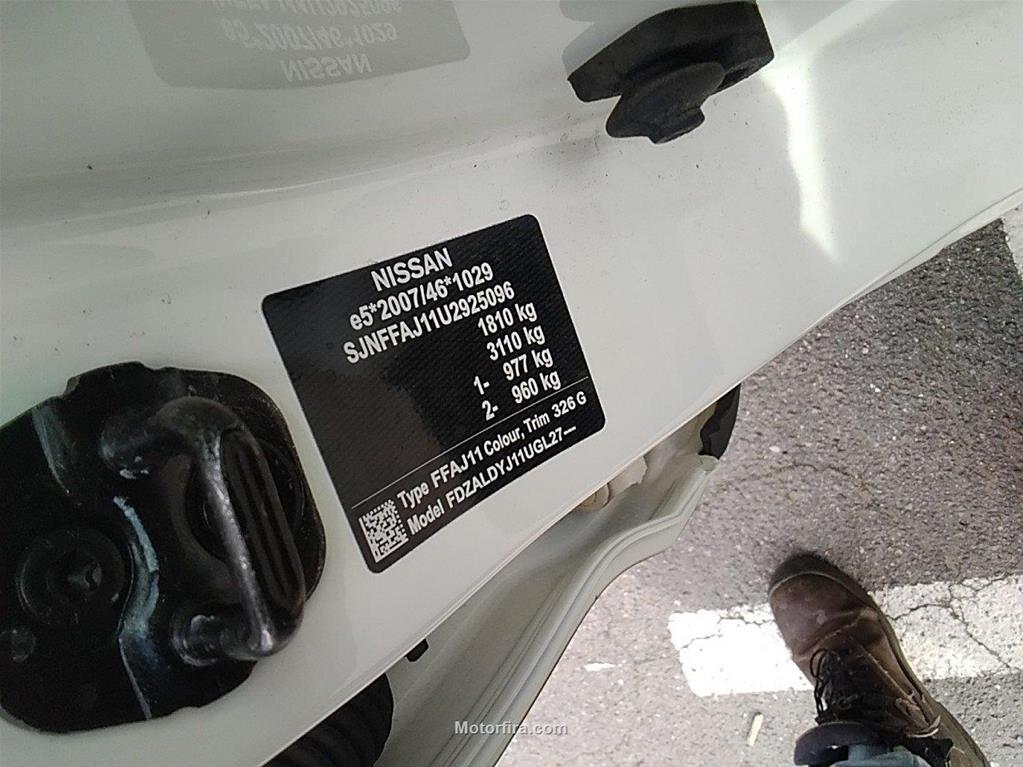 NISSAN
e5*2007/46*1029
SJNFFAJ11U2925096
1810 kg
3110 kg
1- 977 kg
2- 960 kg
Type FFAJ11 Colour, Trim 326 G
Model FDZALDYJ11UGL27---
Motorfira.com